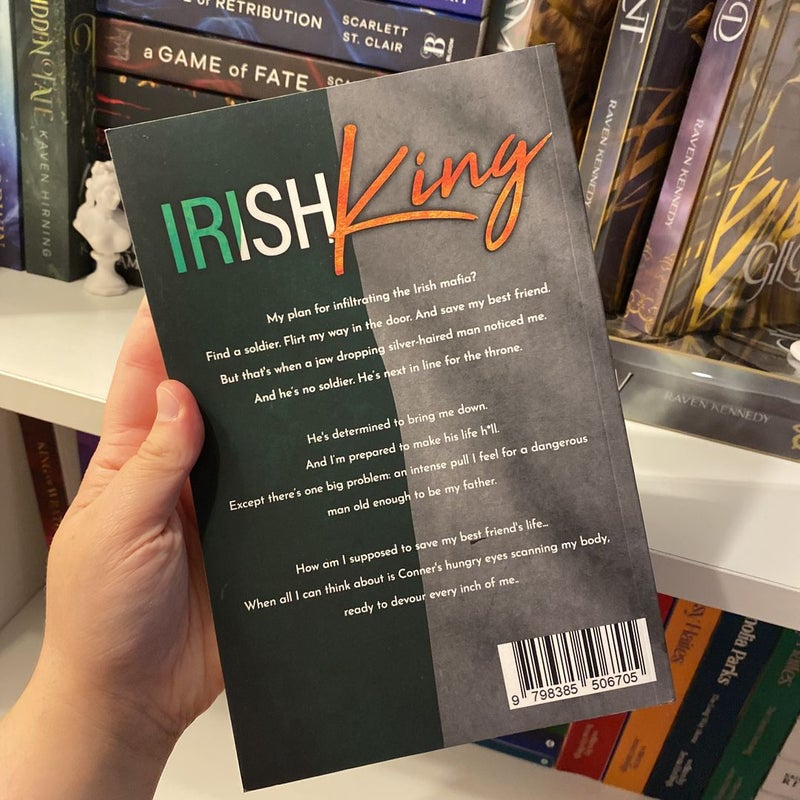 OF RETRIBUTION
SCARLETT
ST. CLAIR
a GAME of FATE
KAVEN HIRNING
RAVEN KENNEDY
RAVEN KENNEDY
IRISH King
My plan for infiltrating the Irish mafia?
Find a soldier. Flirt my way in the door. And save my best friend.
But that's when a jaw dropping silver-haired man noticed me.
And he's no soldier. He's next in line for the throne.
He's determined to bring me down.
And I'm prepared to make his life h*ll.
Except there's one big problem: an intense pull I feel for a dangerous
man old enough to be my father.
How am I supposed to save my best friend's life...
When all I can think about is Conner's hungry eyes scanning my body,
ready to devour every inch of me..
9 798385 506705
RAVEN KENNEDY